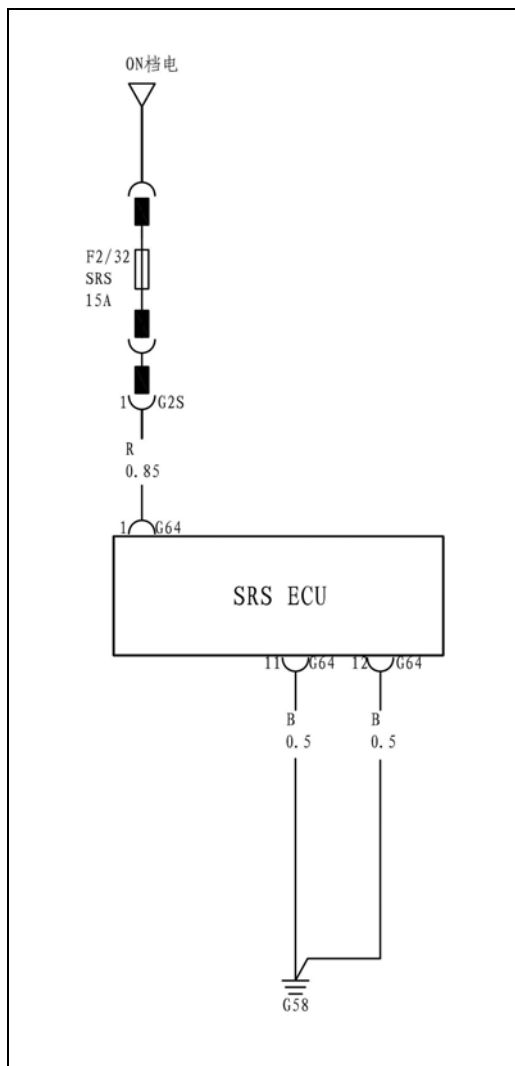 ON档电
F2/32
SRS
15A
1 G2S
R
0.85
1 G64
SRS ECU
11 G64 12 G64
B B
0.5 0.5
G58